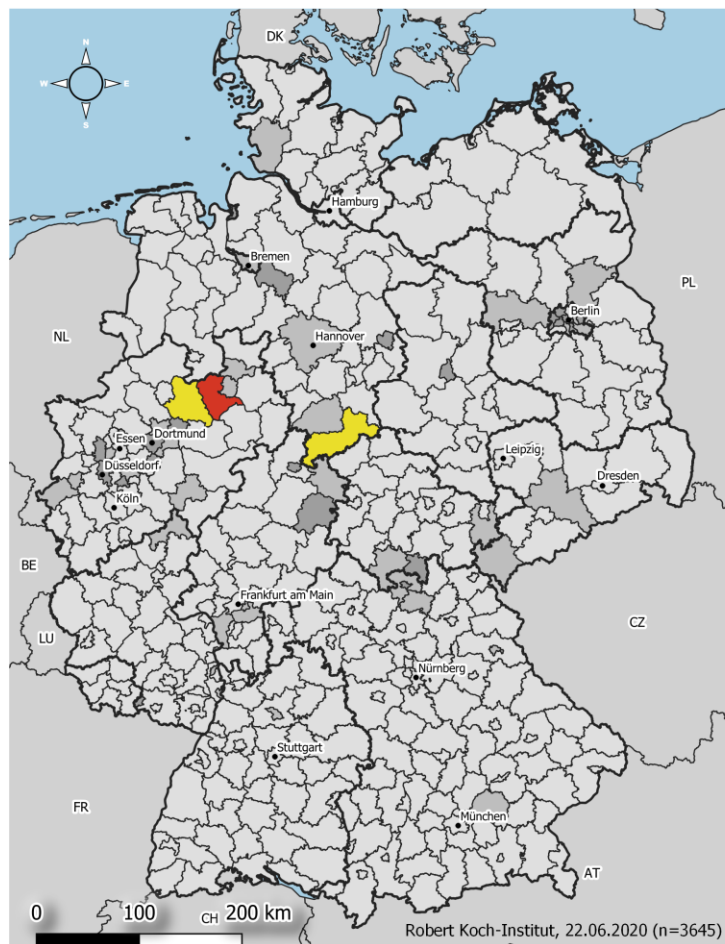 DK
N
W E
S
Hamburg
Bremen
PL
Berlin
NL
Hannover
Essen
Dortmund
Düsseldorf
Leipzig
Dresden
Köln
BE
Frankfurt am Main
CZ
LU
Nürnberg
Stuttgart
FR
München
AT
0 100 200 km
CH
Robert Koch-Institut, 22.06.2020 (n=3645)